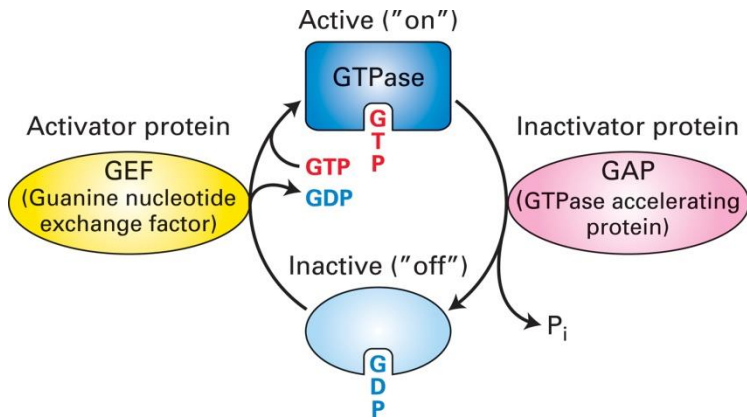 Active ("on")
GTPase
G
T
P
Activator protein
GEF
(Guanine nucleotide
exchange factor)
GTP
GDP
Inactivator protein
GAP
(GTPase accelerating
protein)
Inactive ("off")
G
D
P
Pi